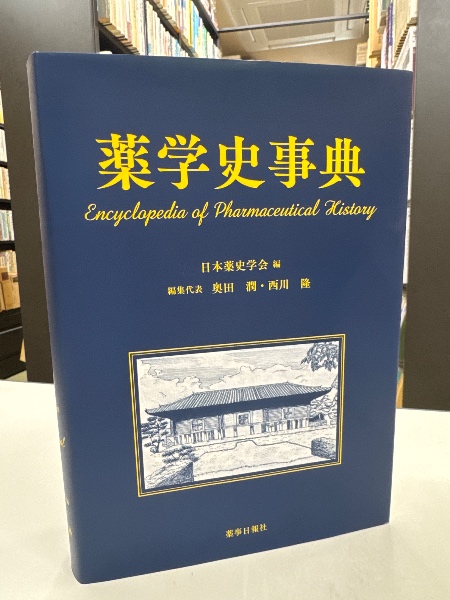 薬学史事典
Encyclopedia of Pharmaceutical History
日本薬史学会 編
編集代表 奥田 潤・西川 隆
薬事日報社